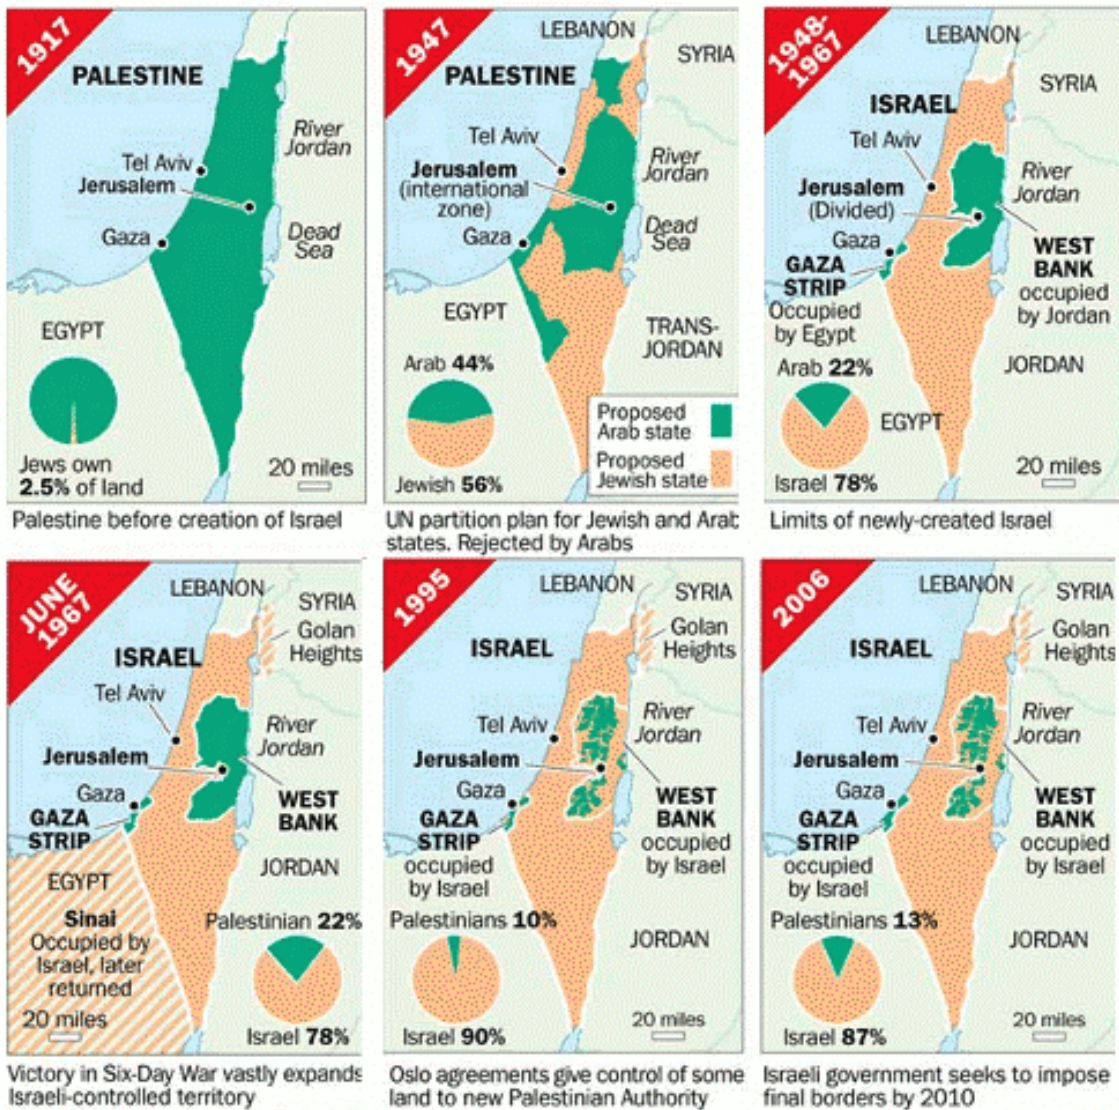 1917
PALESTINE
River
Jordan
Tel Aviv
Jerusalem
Gaza
Dead
Sea
EGYPT
Jews own
2.5% of land
20 miles
Palestine before creation of Israel
1947
LEBANON
SYRIA
PALESTINE
Tel Aviv
Jerusalem
(international
zone)
River
Jordan
Gaza
Dead
Sea
EGYPT
TRANS-
JORDAN
Arab 44%
Jewish 56%
Proposed
Arab state
Proposed
Jewish state
UN partition plan for Jewish and Arab
states. Rejected by Arabs
1948-
1967
LEBANON
SYRIA
ISRAEL
Tel Aviv
Jerusalem
(Divided)
River
Jordan
Gaza
GAZA
STRIP
Occupied
by Egypt
WEST
BANK
occupied
by Jordan
JORDAN
Arab 22%
EGYPT
Israel 78%
20 miles
Limits of newly-created Israel
JUNE
1967
LEBANON
SYRIA
Golan
Heights
ISRAEL
Tel Aviv
River
Jordan
Jerusalem
Gaza
GAZA
STRIP
WEST
BANK
EGYPT
JORDAN
Sinai
Occupied by
Israel, later
returned
Palestinian 22%
20 miles
Israel 78%
Victory in Six-Day War vastly expands
Israeli-controlled territory
1995
LEBANON
SYRIA
Golan
Heights
ISRAEL
Tel Aviv
River
Jordan
Jerusalem
Gaza
GAZA
STRIP
occupied
by Israel
WEST
BANK
occupied
by Israel
Palestinians 10%
JORDAN
Israel 90%
20 miles
Oslo agreements give control of some
land to new Palestinian Authority
2006
LEBANON
SYRIA
Golan
Heights
ISRAEL
Tel Aviv
River
Jordan
Jerusalem
Gaza
GAZA
STRIP
occupied
by Israel
WEST
BANK
occupied
by Israel
Palestinians 13%
JORDAN
Israel 87%
20 miles
Israeli government seeks to impose
final borders by 2010